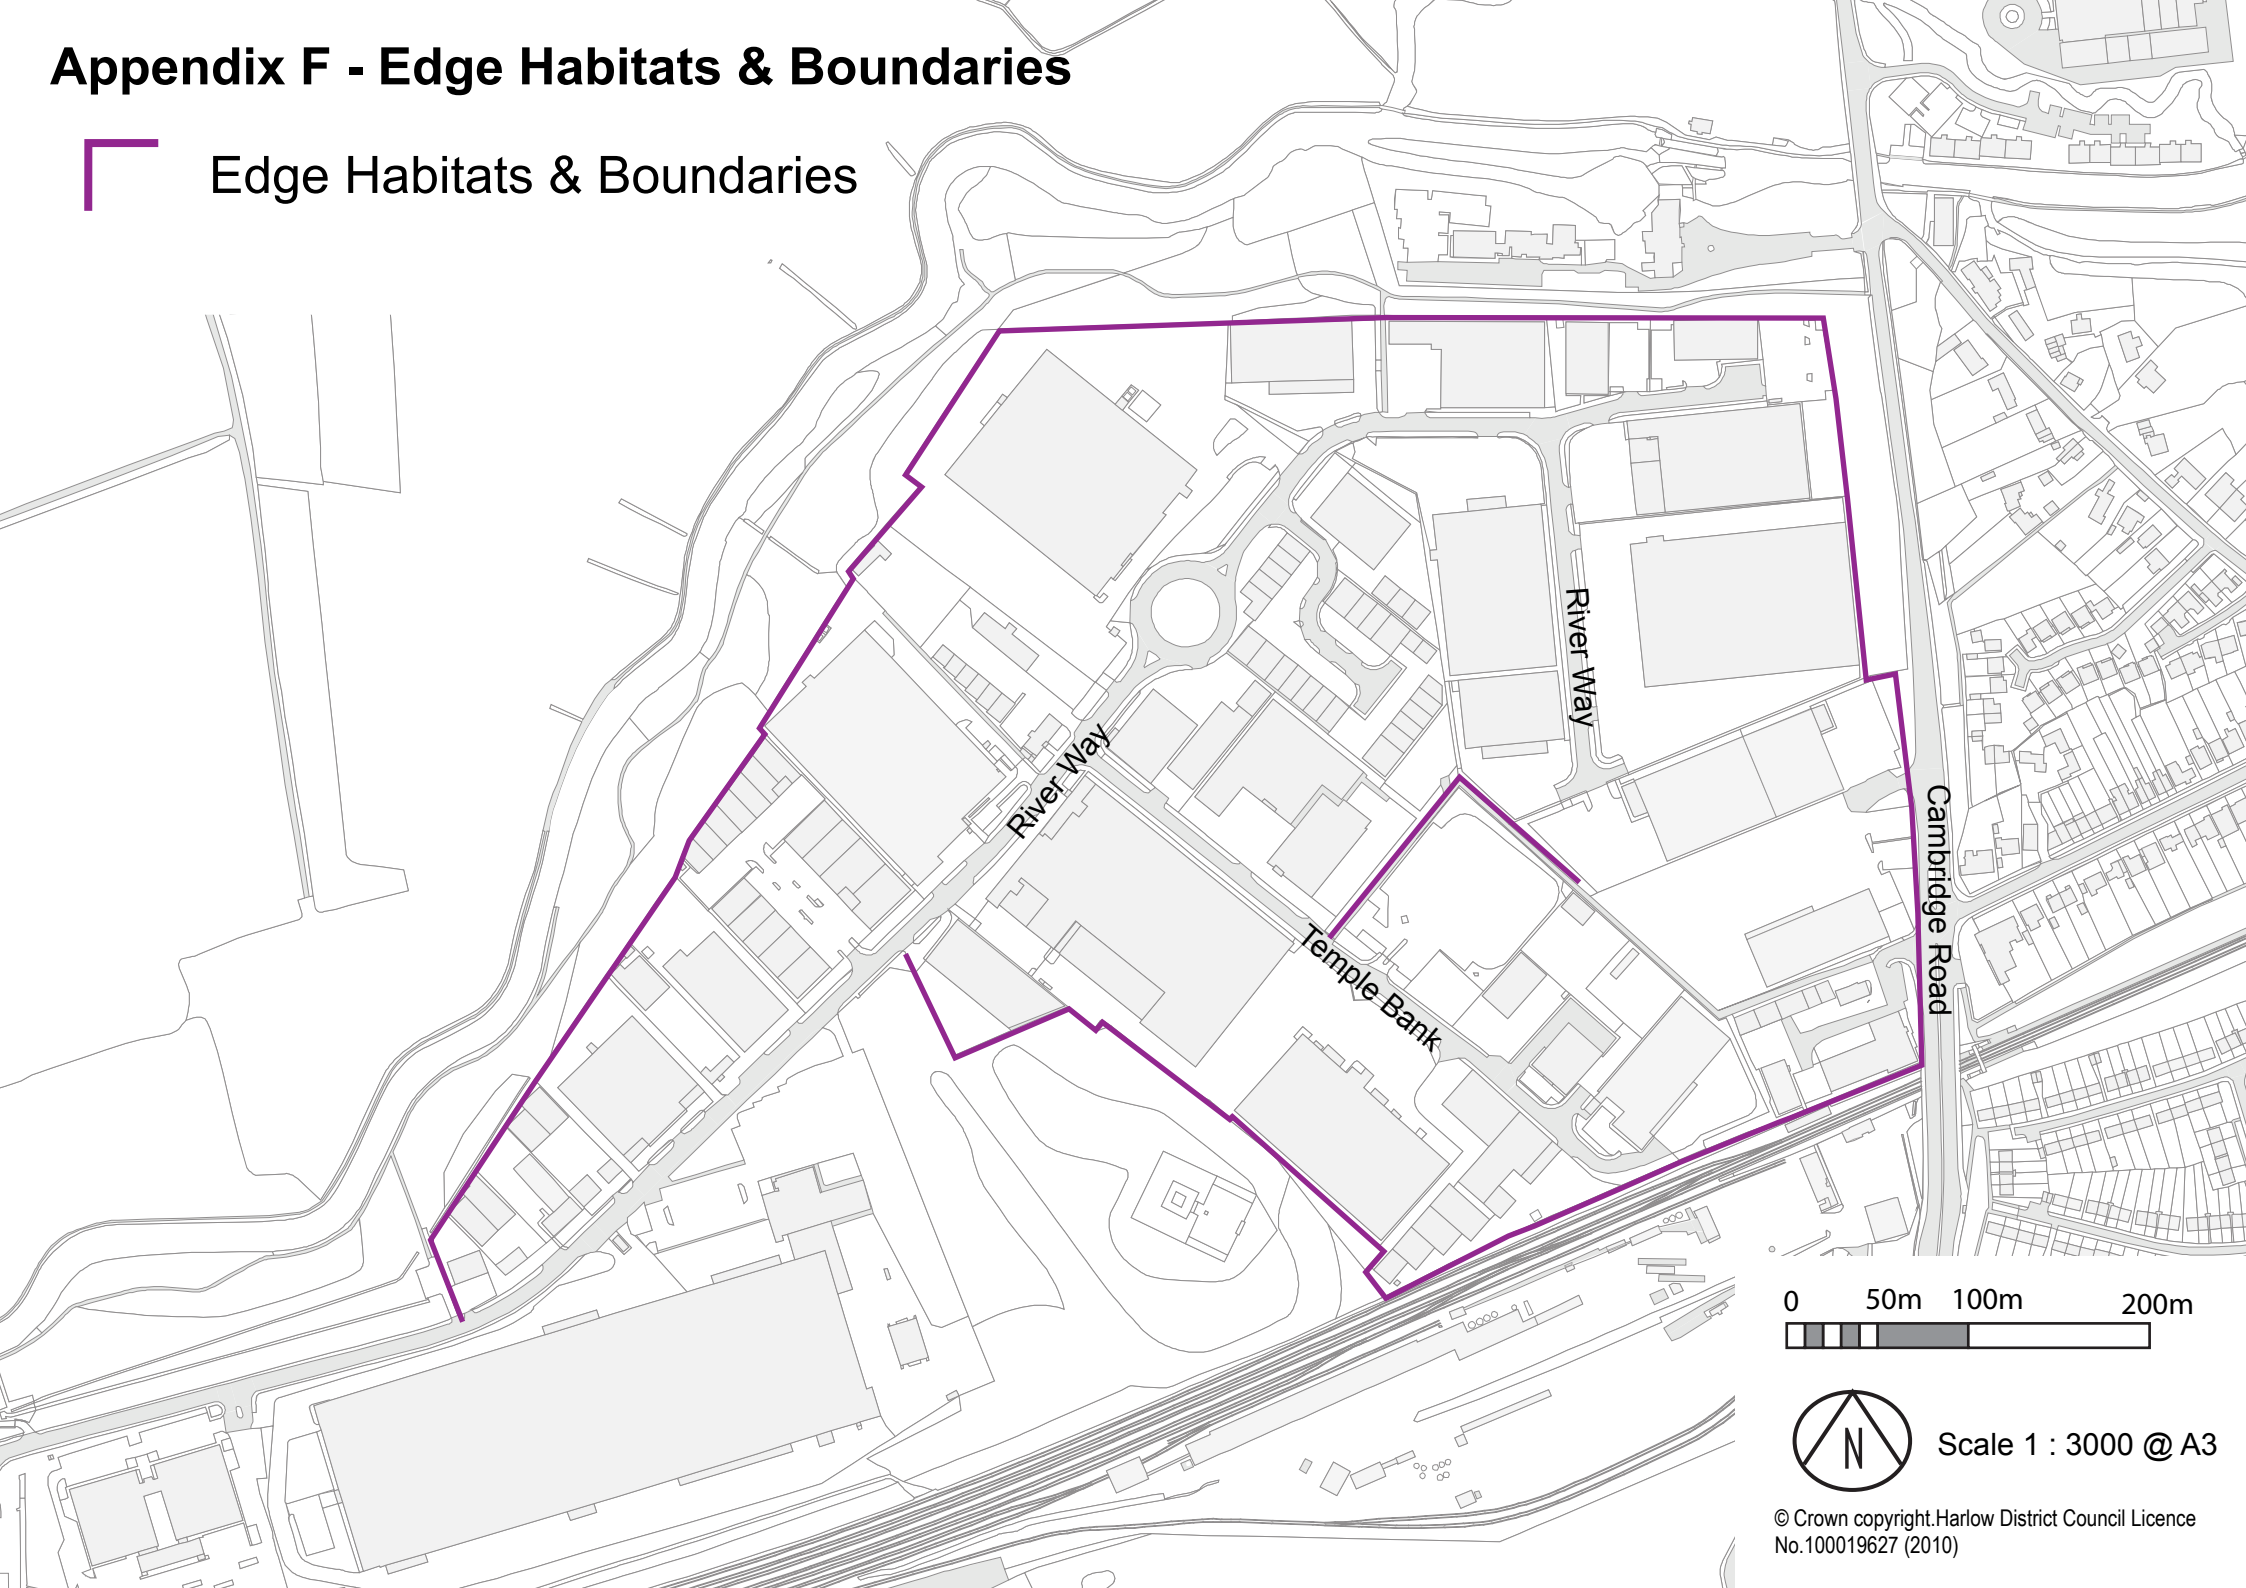 Appendix F - Edge Habitats & Boundaries
Edge Habitats & Boundaries
River Way
River Way
Temple Bank
Cambridge Road
0 50m 100m 200m
N
Scale 1 : 3000 @ A3
© Crown copyright.Harlow District Council Licence
No.100019627 (2010)